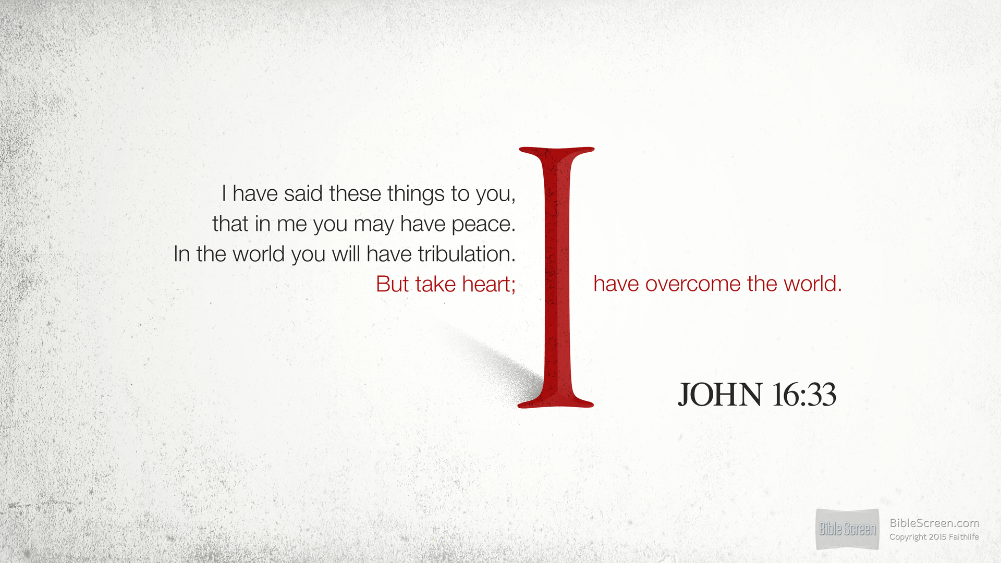 I have said these things to you,
that in me you may have peace.
In the world you will have tribulation.
But take heart; I have overcome the world.
JOHN 16:33
Bible Screen
BibleScreen.com
Copyright 2015 Faithlife